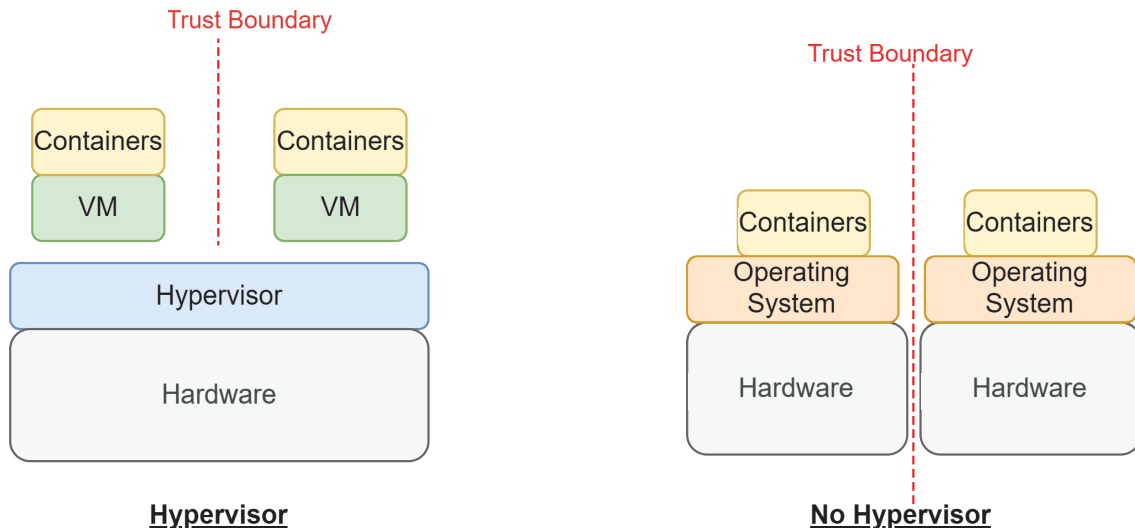 Trust Boundary
Containers
Containers
VM
VM
Hypervisor
Hardware
Hypervisor
Trust Boundary
Containers
Containers
Operating
System
Operating
System
Hardware
Hardware
No Hypervisor